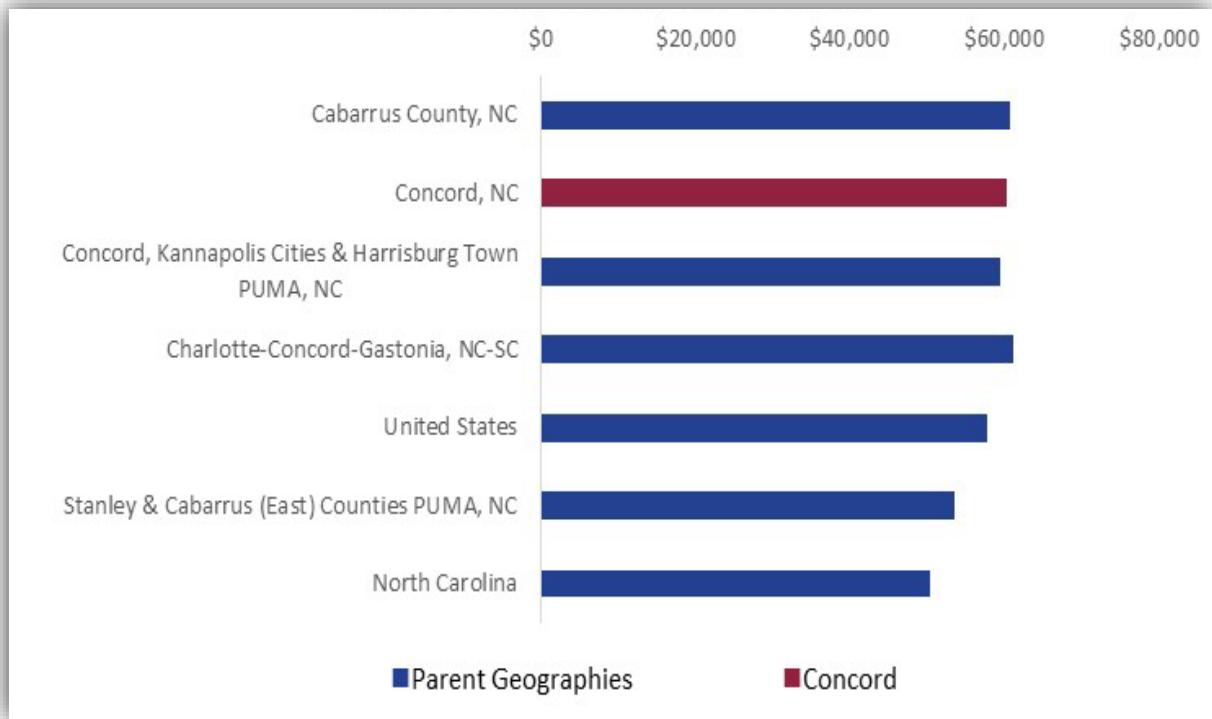 $0 $20,000 $40,000 $60,000 $80,000
Cabarrus County, NC
Concord, NC
Concord, Kannapolis Cities & Harrisburg Town
PUMA, NC
Charlotte-Concord-Gastonia, NC-SC
United States
Stanley & Cabarrus (East) Counties PUMA, NC
North Carolina
Parent Geographies Concord